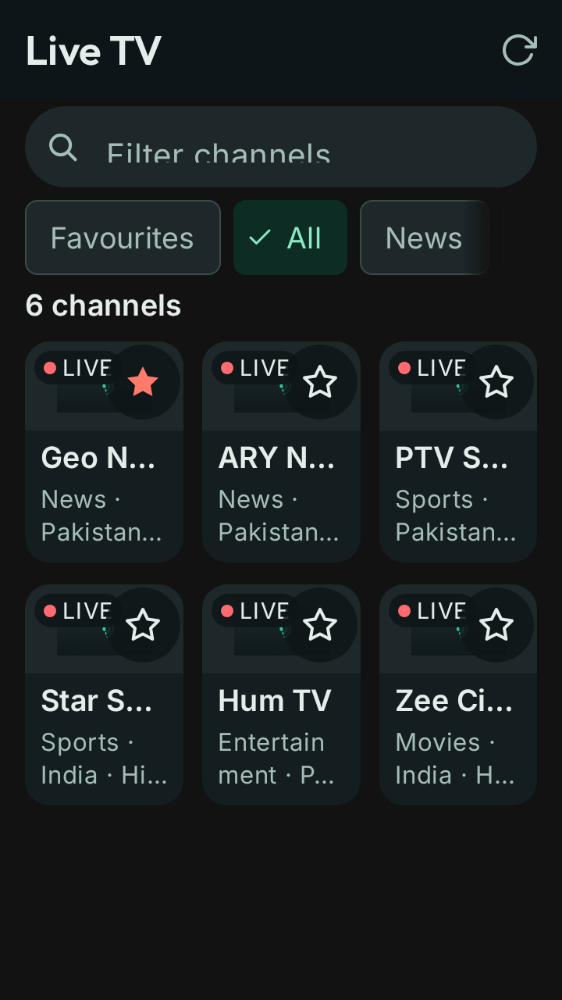 Live TV
Filter channels
Favourites
All
News
6 channels
LIVE
LIVE
LIVE
Geo N...
ARY N...
PTV S...
News ·
Pakistan...
News ·
Pakistan...
Sports ·
Pakistan...
LIVE
LIVE
LIVE
Star S...
Hum TV
Zee Ci...
Sports ·
India · Hi...
Entertain
ment · P...
Movies ·
India · H...